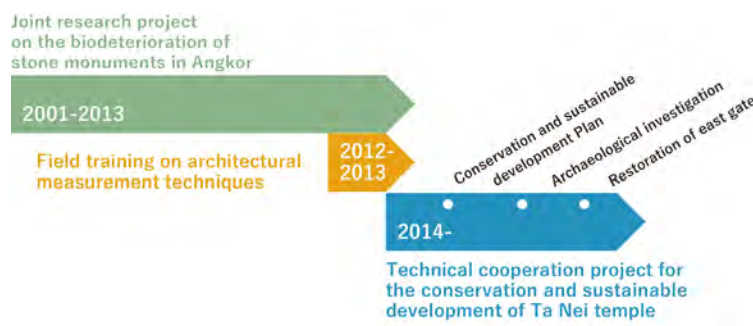 Joint research project
on the biodeterioration of
stone monuments in Angkor
2001-2013
Field training on architectural
measurement techniques
2012-
2013
Conservation and sustainable
development Plan
Archaeological investigation
Restoration of east gate
2014-
Technical cooperation project for
the conservation and sustainable
development of Ta Nei temple